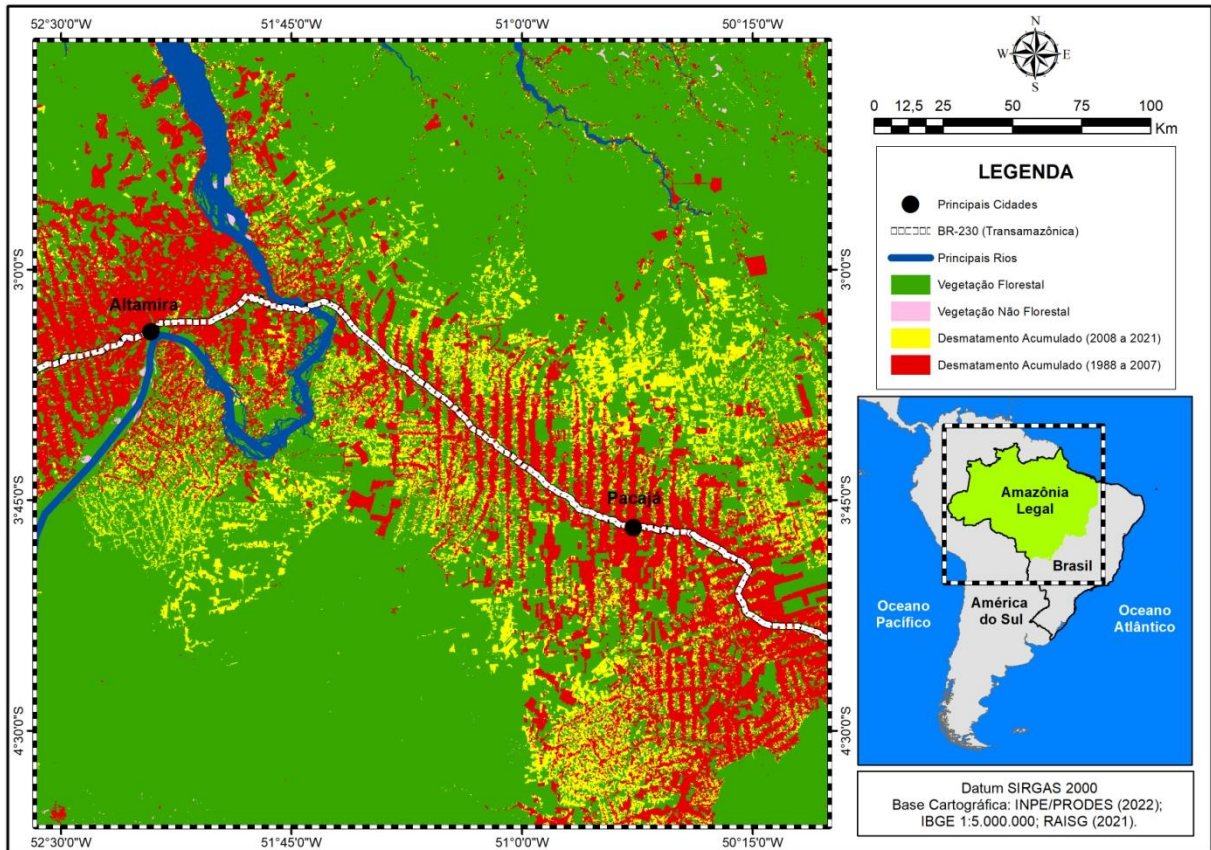 52°30'0"W
51°45'0"W
51°0'0"W
50°15'0"W
3°0'0"S
3°45'0"S
4°30'0"S
Altamira
Pacajá
3°0'0"S
3°45'0"S
4°30'0"S
52°30'0"W
51°45'0"W
51°0'0"W
50°15'0"W
N
W E
S
0 12,5 25 50 75 100
Km
LEGENDA
Principais Cidades
BR-230 (Transamazônica)
Principais Rios
Vegetação Florestal
Vegetação Não Florestal
Desmatamento Acumulado (2008 a 2021)
Desmatamento Acumulado (1988 a 2007)
Amazônia
Legal
Brasil
América
do Sul
Oceano
Pacífico
Oceano
Atlântico
Datum SIRGAS 2000
Base Cartográfica: INPE/PRODES (2022);
IBGE 1:5.000.000; RAISG (2021).